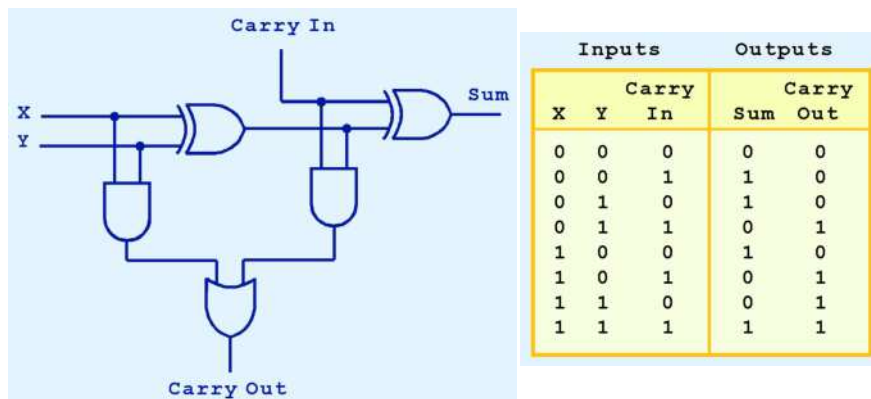 Carry In
X
Y
Sum
Carry Out
Inputs Outputs
Carry Carry
X Y In Sum Out
0 0 0 0 0
0 0 1 1 0
0 1 0 1 0
0 1 1 0 1
1 0 0 1 0
1 0 1 0 1
1 1 0 0 1
1 1 1 1 1